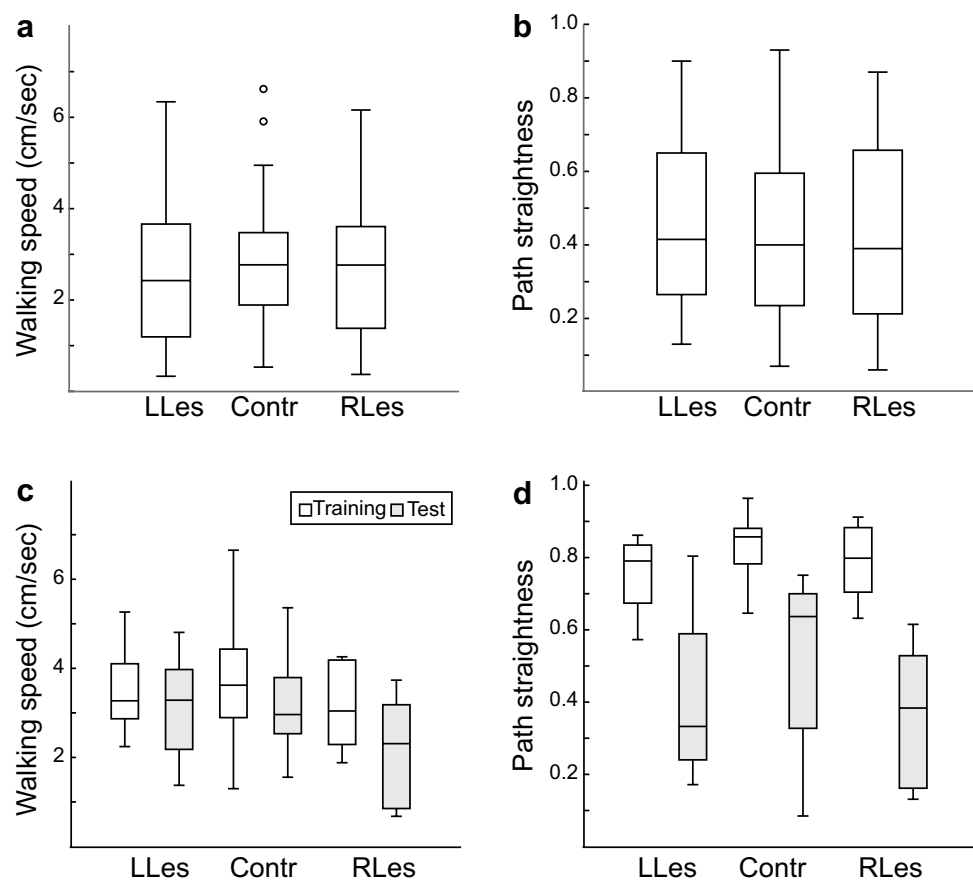 a
Walking speed (cm/sec)
6
4
2
LLes Contr RLes
b
Path straightness
1.0
0.8
0.6
0.4
0.2
LLes Contr RLes
c
Walking speed (cm/sec)
6
4
2
Training Test
LLes Contr RLes
d
Path straightness
1.0
0.8
0.6
0.4
0.2
LLes Contr RLes